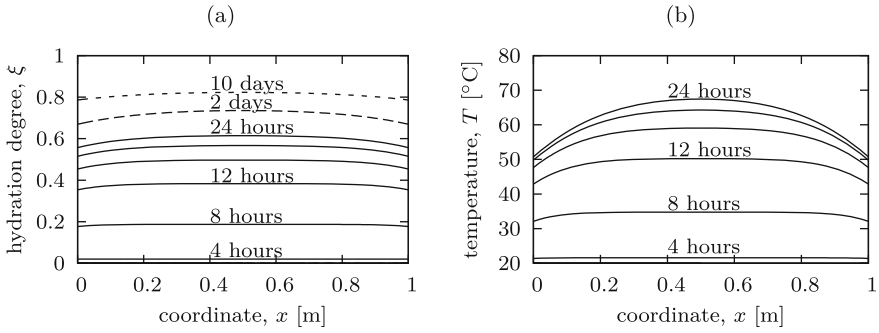 (a)
1
0.8
0.6
0.4
0.2
0
hydration degree, ξ
10 days
2 days
24 hours
12 hours
8 hours
4 hours
0 0.2 0.4 0.6 0.8 1
coordinate, x [m]
(b)
80
70
60
50
40
30
20
temperature, T [°C]
24 hours
12 hours
8 hours
4 hours
0 0.2 0.4 0.6 0.8 1
coordinate, x [m]